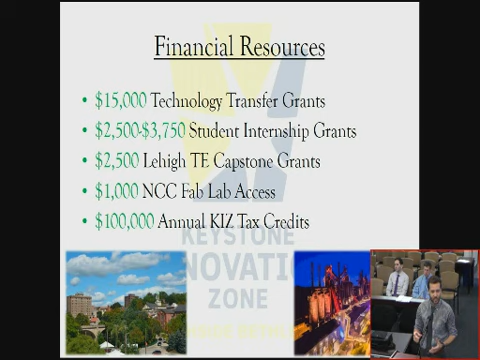 Financial Resources
• $15,000 Technology Transfer Grants
• $2,500-$3,750 Student Internship Grants
• $2,500 Lehigh TE Capstone Grants
• $1,000 NCC Fab Lab Access
• $100,000 Annual KIZ Tax Credits
KEYSTONE
NOVATIO
ZONE